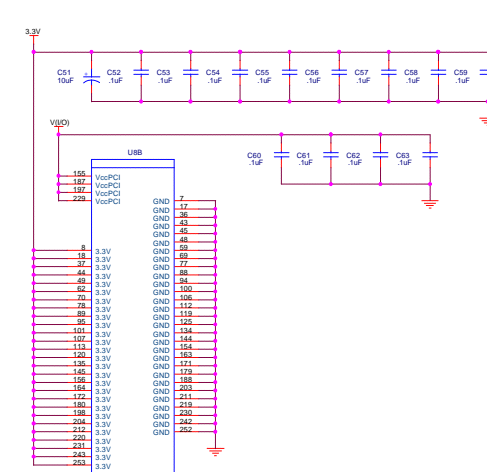 3.3V
C51 C52 C53 C54 C55 C56 C57 C58 C59
10uF .1uF .1uF .1uF .1uF .1uF .1uF .1uF .1uF
V(I/O)
U8B
C60 C61 C62 C63
.1uF .1uF .1uF .1uF
155 VccPCI
187 VccPCI
197 VccPCI
229 VccPCI
GND 7
GND 17
GND 36
GND 43
GND 45
GND 48
GND 59
GND 69
GND 77
GND 88
GND 94
GND 100
GND 106
GND 112
GND 119
GND 125
GND 134
GND 144
GND 154
GND 163
GND 171
GND 179
GND 188
GND 203
GND 211
GND 219
GND 230
GND 242
GND 252
8 3.3V
18 3.3V
37 3.3V
44 3.3V
49 3.3V
62 3.3V
70 3.3V
78 3.3V
89 3.3V
95 3.3V
101 3.3V
107 3.3V
113 3.3V
120 3.3V
135 3.3V
145 3.3V
156 3.3V
164 3.3V
172 3.3V
180 3.3V
198 3.3V
204 3.3V
212 3.3V
220 3.3V
231 3.3V
243 3.3V
253 3.3V